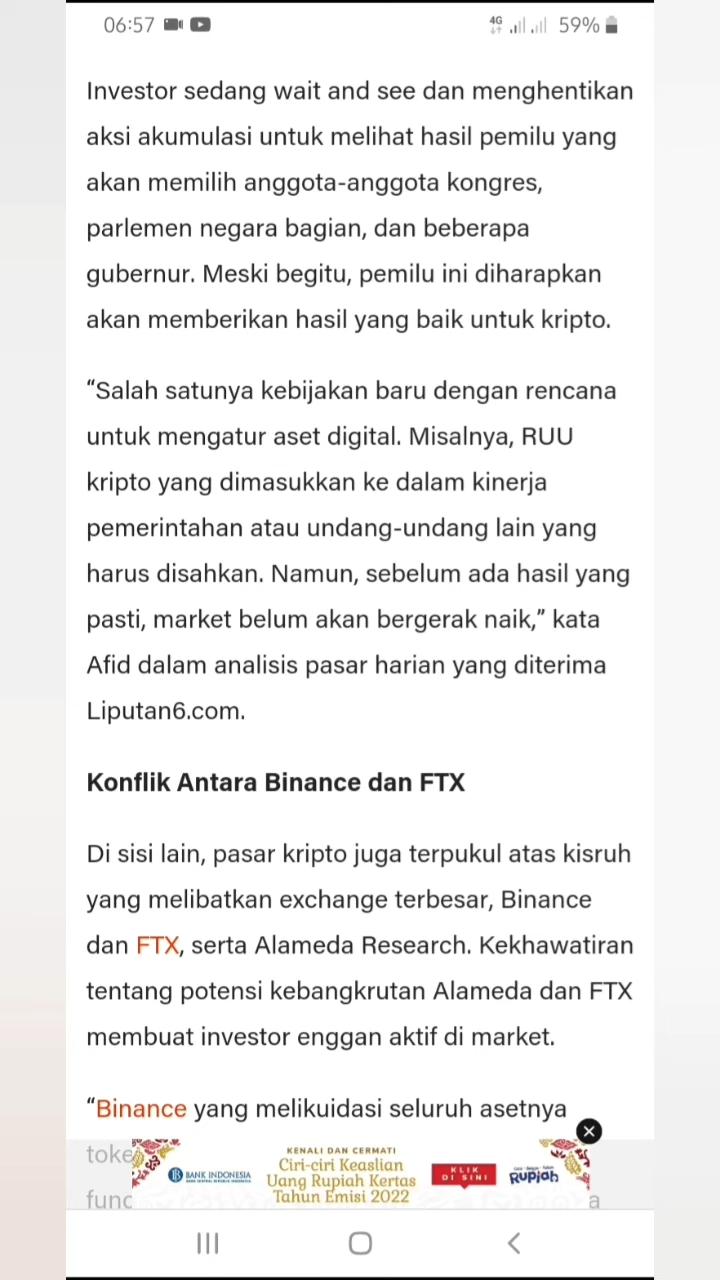 06:57
4G
59%
Investor sedang wait and see dan menghentikan
aksi akumulasi untuk melihat hasil pemilu yang
akan memilih anggota-anggota kongres,
parlemen negara bagian, dan beberapa
gubernur. Meski begitu, pemilu ini diharapkan
akan memberikan hasil yang baik untuk kripto.
“Salah satunya kebijakan baru dengan rencana
untuk mengatur aset digital. Misalnya, RUU
kripto yang dimasukkan ke dalam kinerja
pemerintahan atau undang-undang lain yang
harus disahkan. Namun, sebelum ada hasil yang
pasti, market belum akan bergerak naik,” kata
Afid dalam analisis pasar harian yang diterima
Liputan6.com.
Konflik Antara Binance dan FTX
Di sisi lain, pasar kripto juga terpukul atas kisruh
yang melibatkan exchange terbesar, Binance
dan FTX, serta Alameda Research. Kekhawatiran
tentang potensi kebangkrutan Alameda dan FTX
membuat investor enggan aktif di market.
“Binance yang melikuidasi seluruh asetnya
toke
func
a
BANK INDONESIA
KENALI DAN CERMATI
Ciri-ciri Keaslian
Uang Rupiah Kertas
Tahun Emisi 2022
KLIK
DI SINI
Rupiah